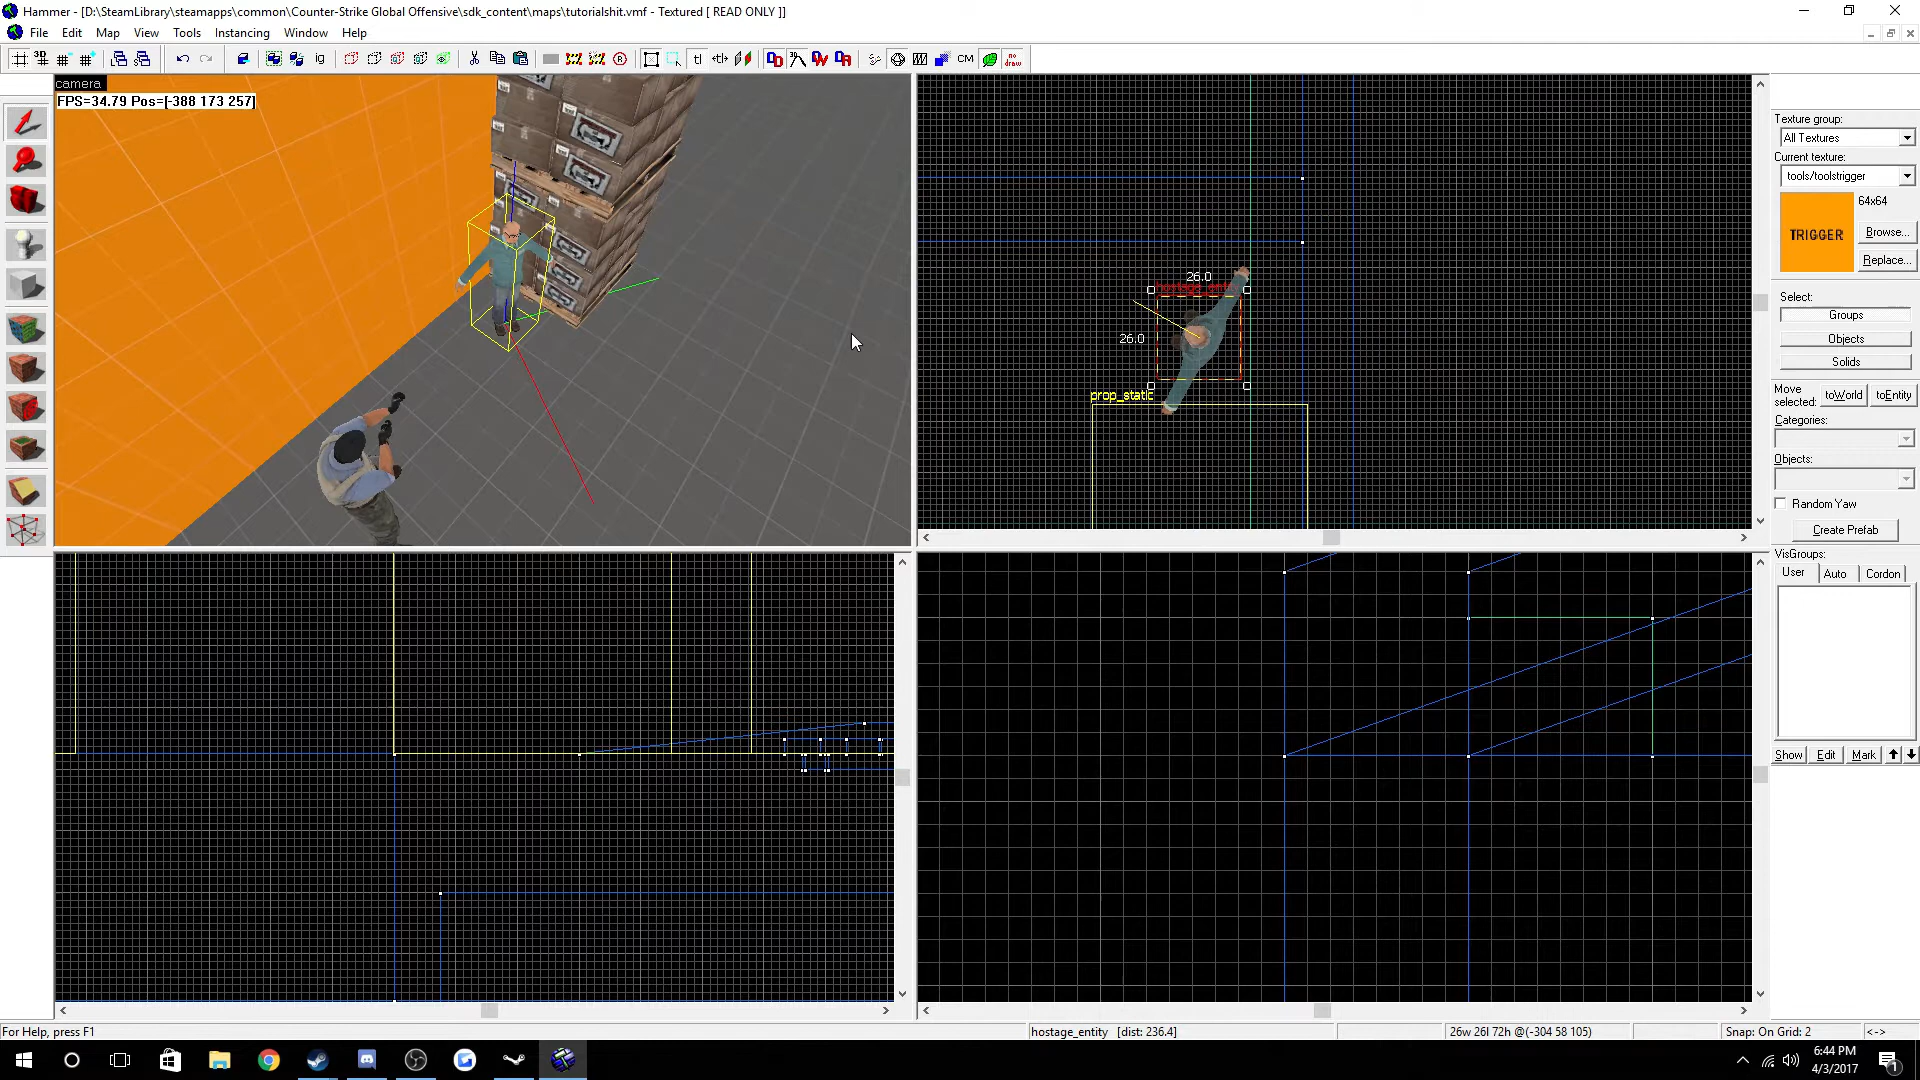 Hammer - [D:\SteamLibrary\steamapps\common\Counter-Strike Global Offensive\sdk_content\maps\tutorialshit.vmf - Textured [ READ ONLY ]]
File Edit Map View Tools Instancing Window Help
camera
FPS=34.79 Pos=[-388 173 257]
26.0
hostage_entit
26.0
prop_static
Texture group:
All Textures
Current texture:
tools/toolstrigger
64x64
TRIGGER
Browse...
Replace...
Select:
Groups
Objects
Solids
Move selected: toWorld toEntity
Categories:
Objects:
Random Yaw
Create Prefab
VisGroups:
User Auto Cordon
Show Edit Mark
For Help, press F1
hostage_entity [dist: 236.4]
26w 26l 72h @(-304 58 105)
Snap: On Grid: 2
<->
6:44 PM
4/3/2017
1